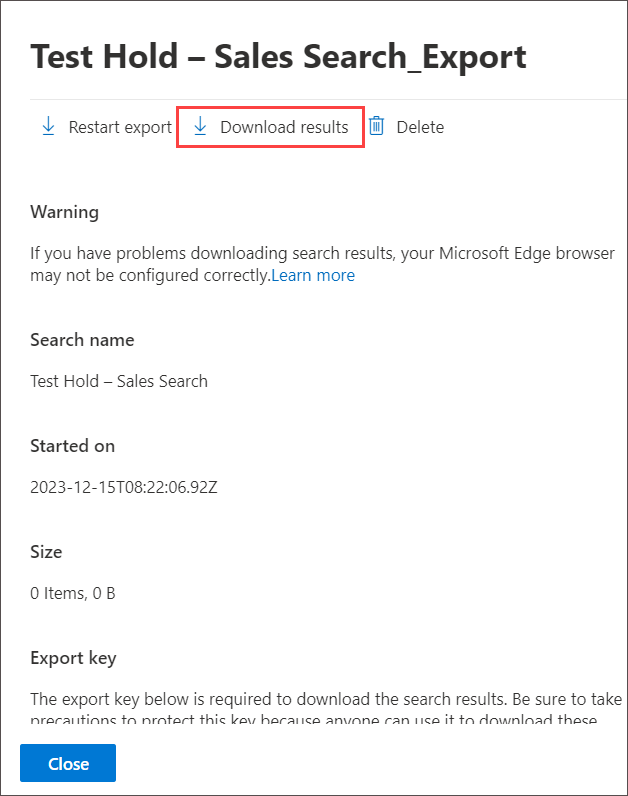 Test Hold – Sales Search_Export
Restart export Download results Delete
Warning
If you have problems downloading search results, your Microsoft Edge browser
may not be configured correctly.Learn more
Search name
Test Hold – Sales Search
Started on
2023-12-15T08:22:06.92Z
Size
0 Items, 0 B
Export key
The export key below is required to download the search results. Be sure to take
precautions to protect this key because anyone can use it to download these
Close